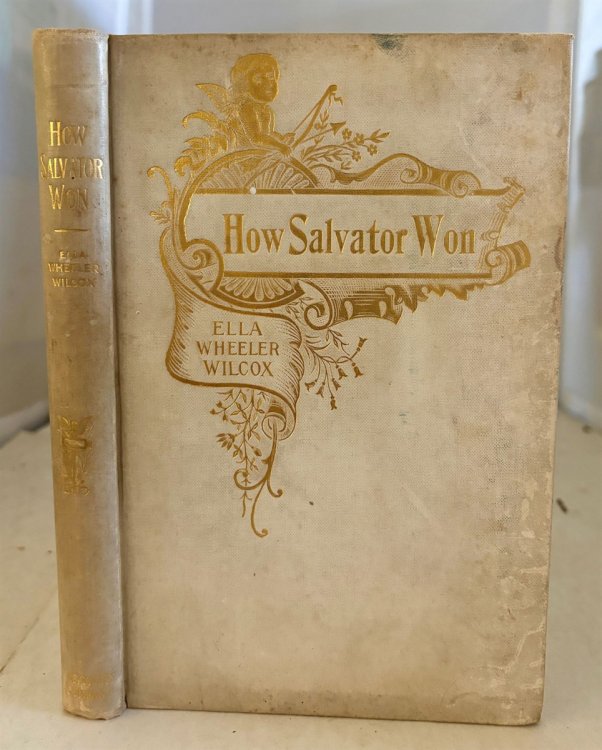 How
Salvator
Won
Ella
Wheeler
Wilcox
How Salvator Won
ELLA
WHEELER
WILCOX